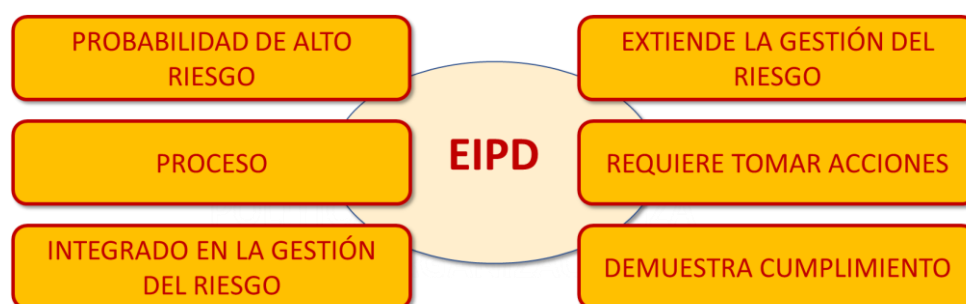 PROBABILIDAD DE ALTO
RIESGO
PROCESO
INTEGRADO EN LA GESTIÓN
DEL RIESGO
EIPD
EXTIENDE LA GESTIÓN DEL
RIESGO
REQUIERE TOMAR ACCIONES
DEMUESTRA CUMPLIMIENTO